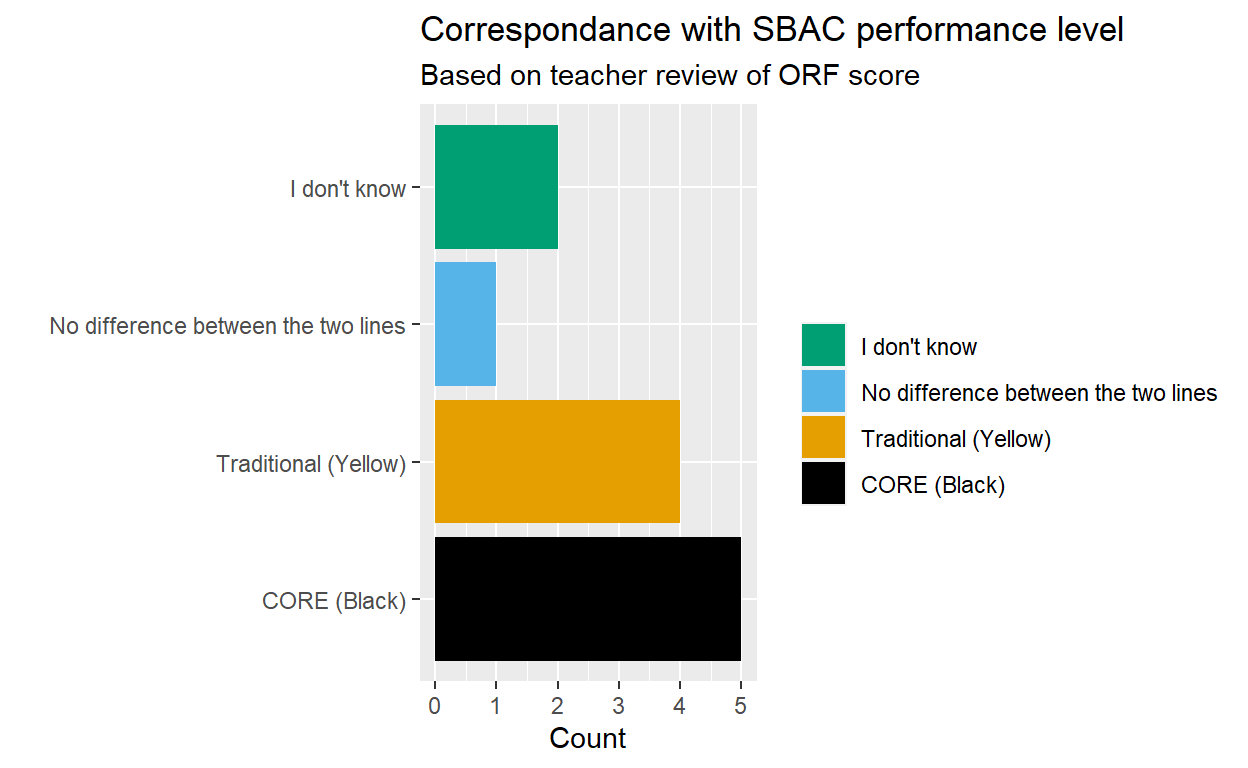 Correspondance with SBAC performance level
Based on teacher review of ORF score
I don't know
No difference between the two lines
Traditional (Yellow)
CORE (Black)
0 1 2 3 4 5
Count
I don't know
No difference between the two lines
Traditional (Yellow)
CORE (Black)